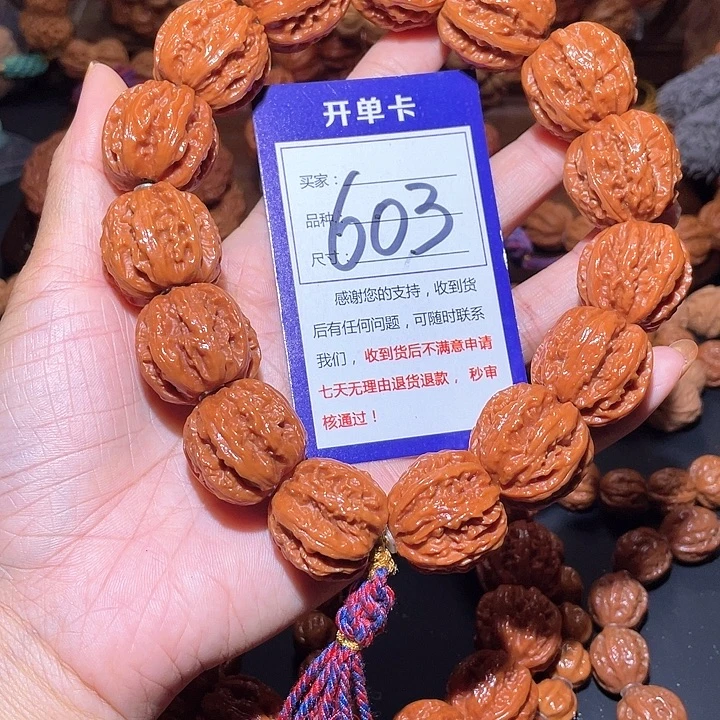 开单卡
买家：
品种：
尺寸：
603
感谢您的支持，收到货
后有任何问题，可随时联系
我们，收到货后不满意申请
七天无理由退货退款，秒审
核通过！